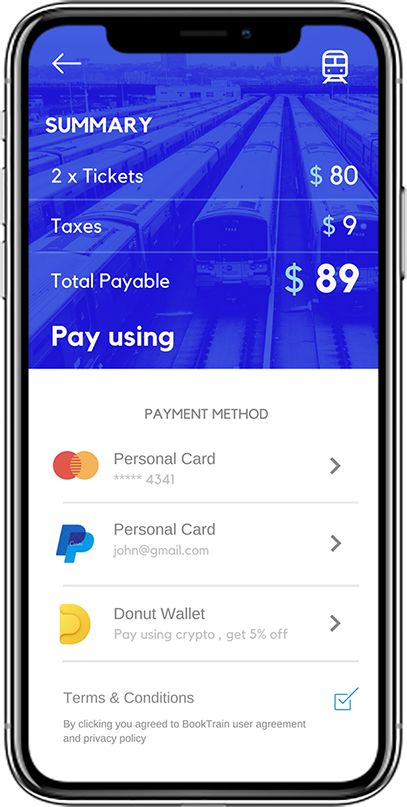 SUMMARY
2 x Tickets $ 80
Taxes $ 9
Total Payable $ 89
Pay using
PAYMENT METHOD
Personal Card
***** 4341
Personal Card
john@gmail.com
Donut Wallet
Pay using crypto , get 5% off
Terms & Conditions
By clicking you agreed to BookTrain user agreement
and privacy policy